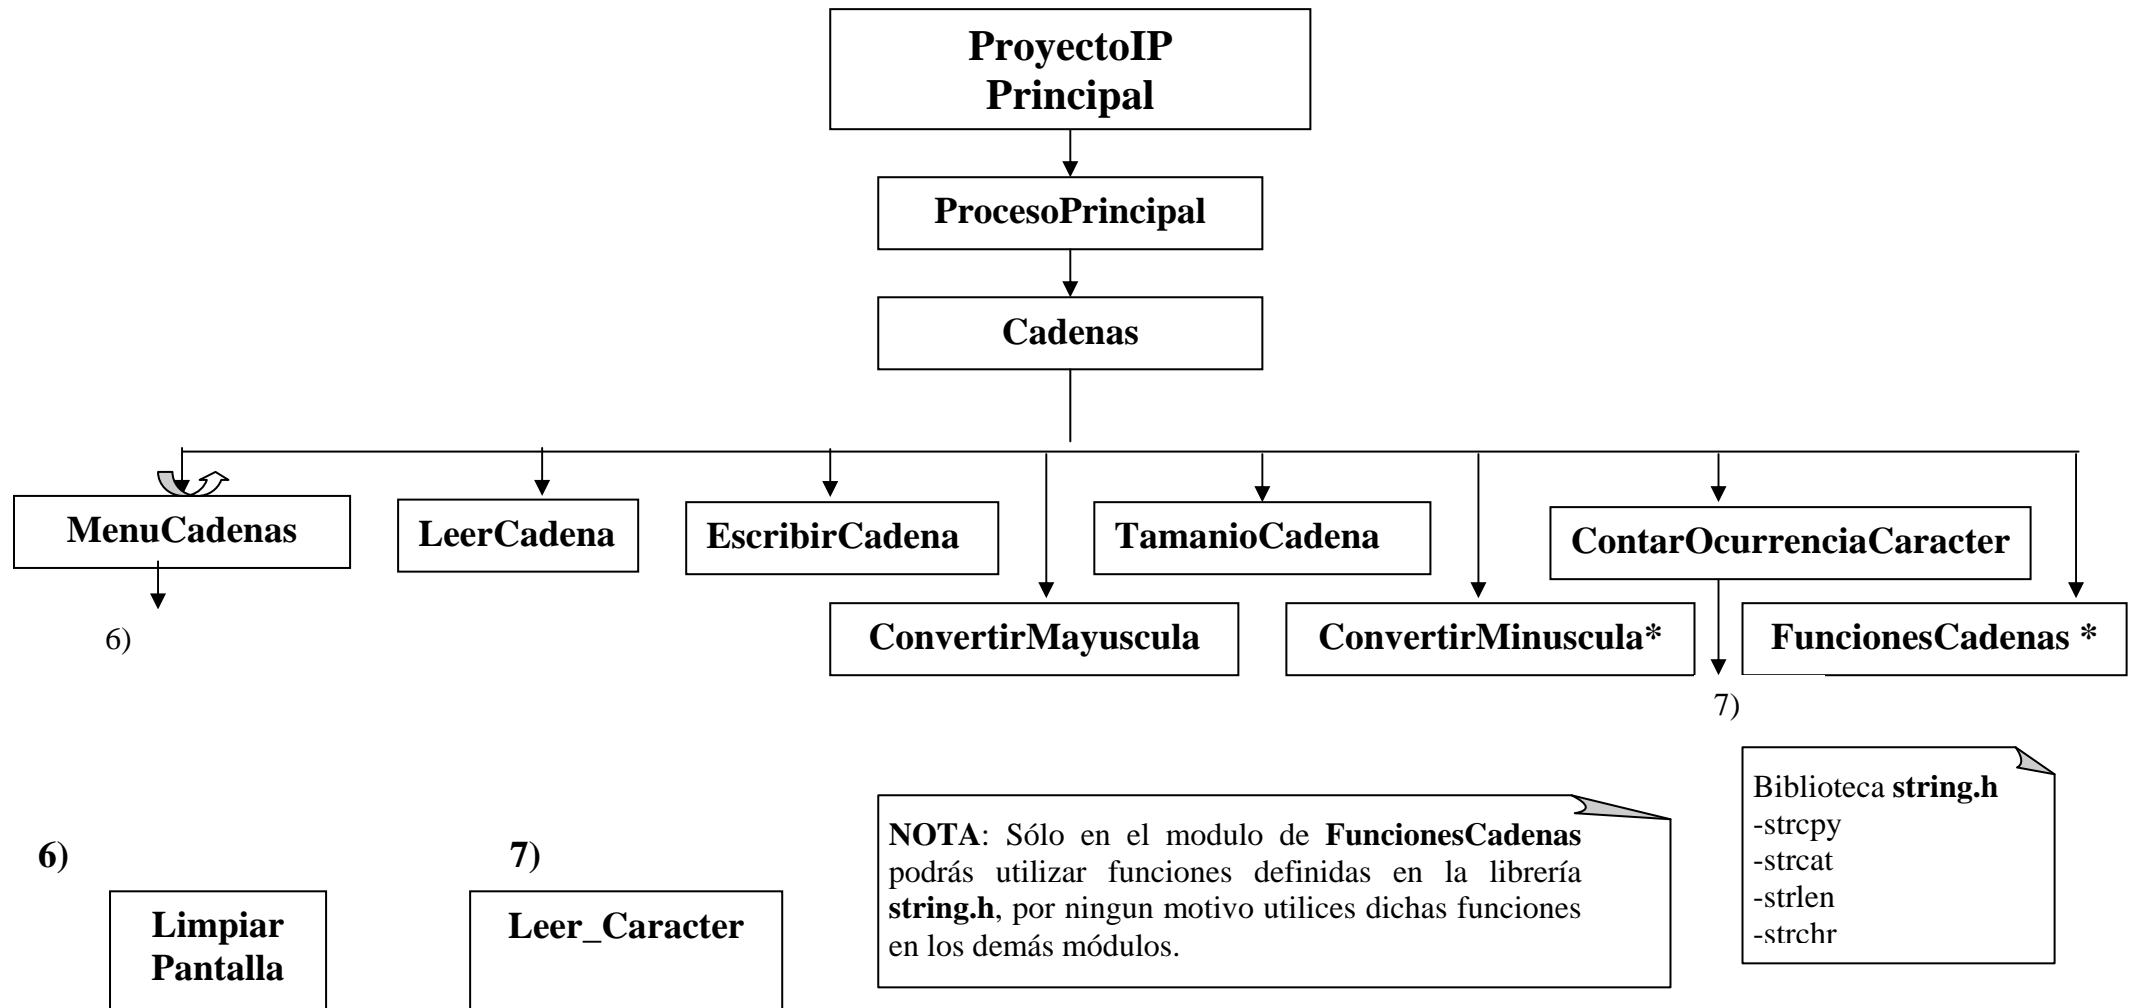 ProyectoIP
Principal
ProcesoPrincipal
Cadenas
MenuCadenas
LeerCadena
EscribirCadena
TamanioCadena
ContarOcurrenciaCaracter
6)
ConvertirMayuscula
ConvertirMinuscula*
FuncionesCadenas *
7)
6)
Limpiar
Pantalla
7)
Leer_Caracter
NOTA: Sólo en el modulo de FuncionesCadenas
podrás utilizar funciones definidas en la librería
string.h, por ningun motivo utilices dichas funciones
en los demás módulos.
Biblioteca string.h
-strcpy
-strcat
-strlen
-strchr